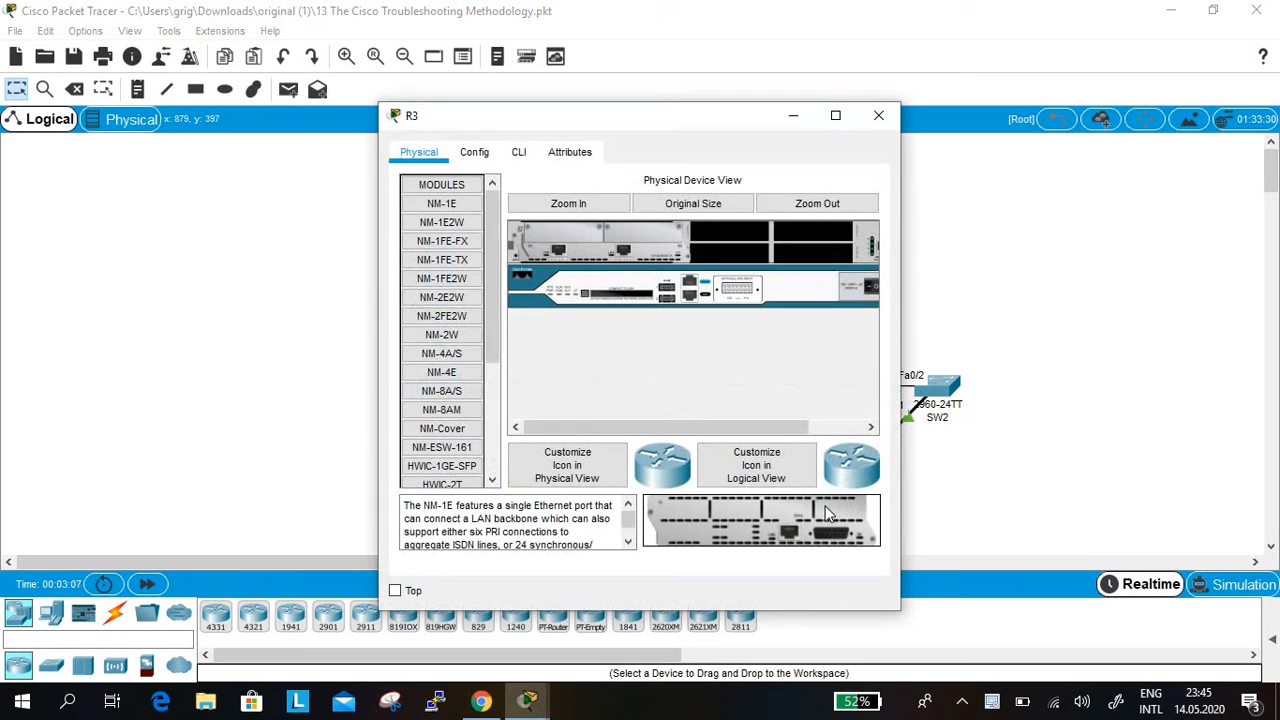 Cisco Packet Tracer - C:\Users\grig\Downloads\original (1)\13 The Cisco Troubleshooting Methodology.pkt
File Edit Options View Tools Extensions Help
Logical
Physical
x: 879, y: 397
[Root]
01:33:30
R3
Physical Config CLI Attributes
MODULES
NM-1E
NM-1E2W
NM-1FE-FX
NM-1FE-TX
NM-1FE2W
NM-2E2W
NM-2FE2W
NM-2W
NM-4A/S
NM-4E
NM-8A/S
NM-8AM
NM-Cover
NM-ESW-161
HWIC-1GE-SFP
HWIC-2T
Physical Device View
Zoom In
Original Size
Zoom Out
Customize
Icon in
Physical View
Customize
Icon in
Logical View
The NM-1E features a single Ethernet port that
can connect a LAN backbone which can also
support either six PRI connections to
aggregate ISDN lines, or 24 synchronous/
Top
Fa0/2
2960-24TT
SW2
Time: 00:03:07
Realtime
Simulation
4331 4321 1941 2901 2911 819IOX 819HGW 829 1240 PT-Router PT-Empty 1841 2620XM 2621XM 2811
(Select a Device to Drag and Drop to the Workspace)
52%
ENG
INTL
23:45
14.05.2020
3